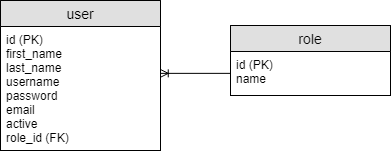 user
id (PK)
first_name
last_name
username
password
email
active
role_id (FK)
role
id (PK)
name